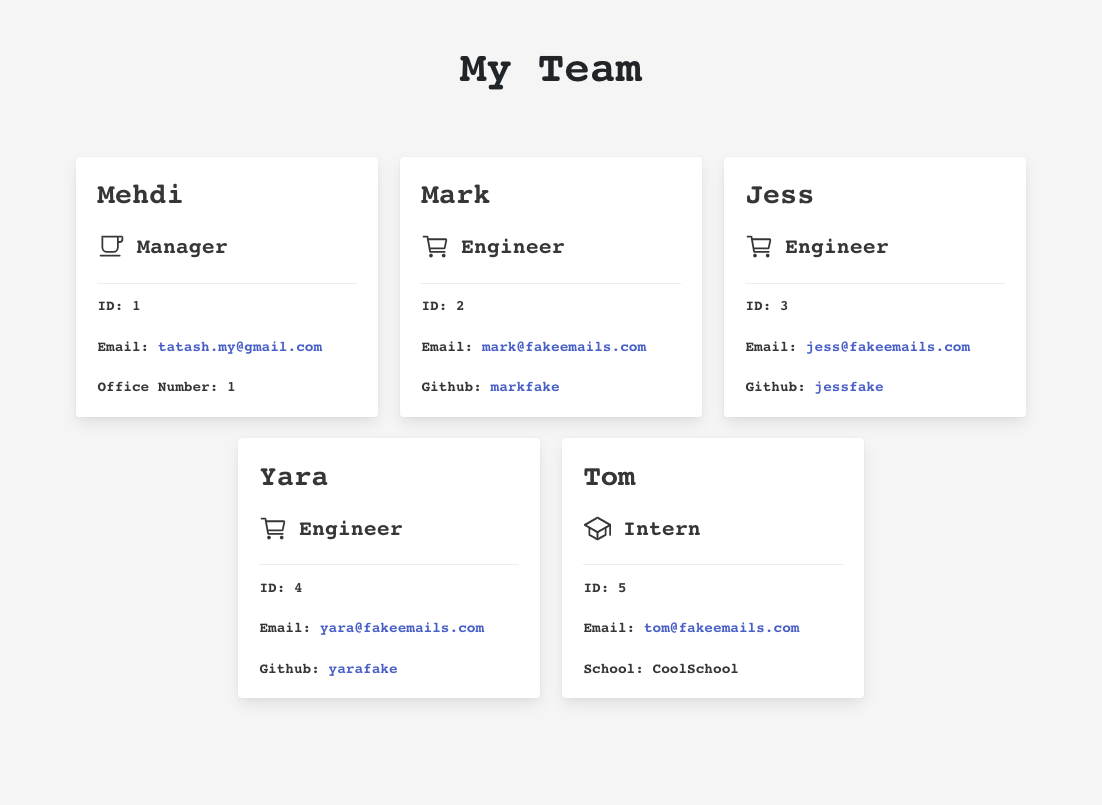 My Team
Mehdi
Manager
ID: 1
Email: tatash.my@gmail.com
Office Number: 1
Mark
Engineer
ID: 2
Email: mark@fakeemails.com
Github: markfake
Jess
Engineer
ID: 3
Email: jess@fakeemails.com
Github: jessfake
Yara
Engineer
ID: 4
Email: yara@fakeemails.com
Github: yarafake
Tom
Intern
ID: 5
Email: tom@fakeemails.com
School: CoolSchool